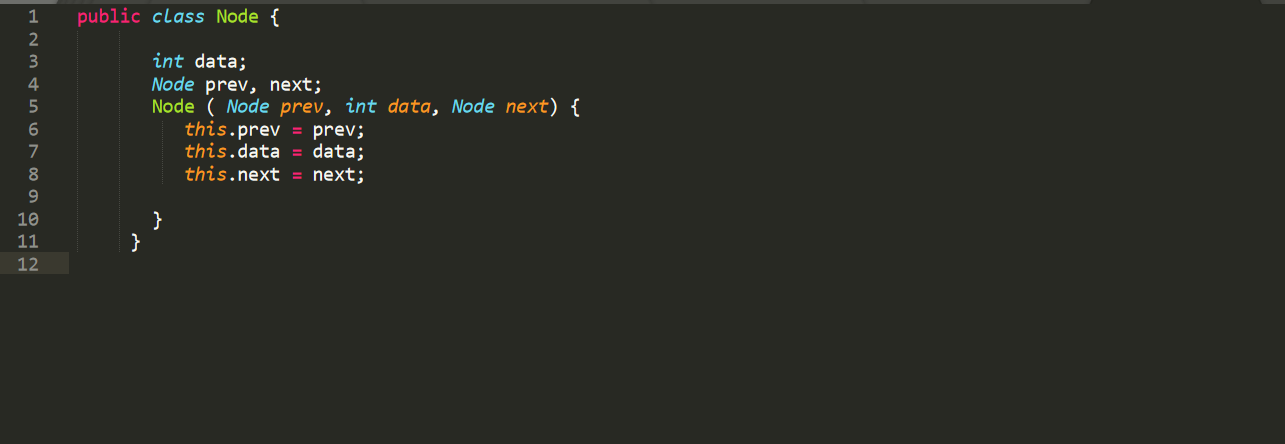 1 public class Node {
2
3 int data;
4 Node prev, next;
5 Node ( Node prev, int data, Node next) {
6 this.prev = prev;
7 this.data = data;
8 this.next = next;
9
10 }
11 }
12